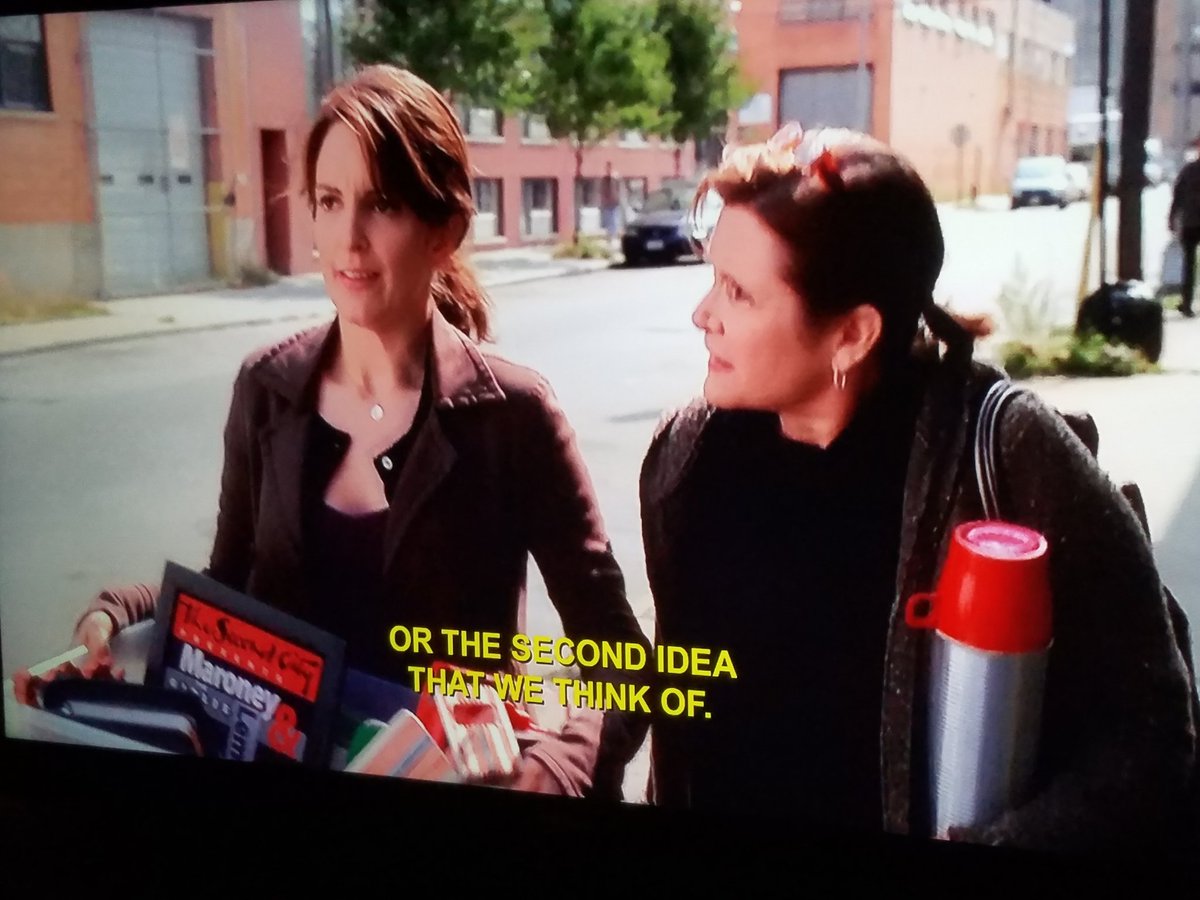 The Second City
Maroney
&
OR THE SECOND IDEA
THAT WE THINK OF.